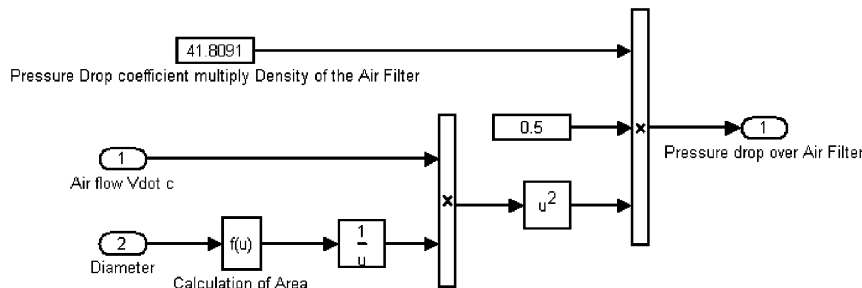 41.8091
Pressure Drop coefficient multiply Density of the Air Filter
0.5
×
1
Pressure drop over Air Filter
1
Air flow Vdot c
×
u²
2
Diameter
f(u)
Calculation of Area
1
u